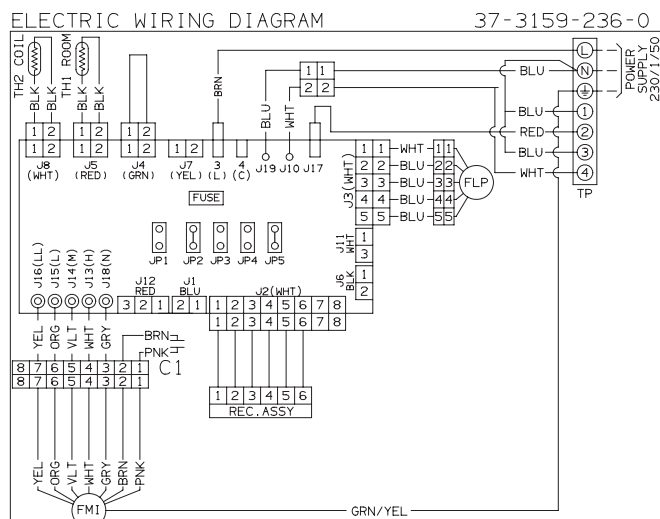 ELECTRIC WIRING DIAGRAM 37-3159-236-0
TH2 COIL
TH1 ROOM
BLK
BLK
BLK
BLK
1 2
1 2
J8
(WHT)
1 2
1 2
J5
(RED)
1 2
1 2
J4
(GRN)
1 2
J7
(YEL)
BRN
3
(L)
4
(C)
BLU
J19
WHT
J10
J17
1 1
2 2
L
N
1
2
3
4
TP
BLU
BLU
RED
BLU
WHT
POWER
SUPPLY
230/1/50
FUSE
J3(WHT)
1 1 WHT 1 1
2 2 BLU 2 2
3 3 BLU 3 3
4 4 BLU 4 4
5 5 BLU 5 5
FLP
J11
WHT
1
3
J6
BLK
1
2
JP1 JP2 JP3 JP4 JP5
J16(LL)
J15(L)
J14(M)
J13(H)
J18(N)
J12
RED
3 2 1
J1
BLU
2 1
J2(WHT)
1 2 3 4 5 6 7 8
1 2 3 4 5 6 7 8
YEL
ORG
VLT
WHT
GRY
BRN
PNK
C1
8 7 6 5 4 3 2 1
8 7 6 5 4 3 2 1
1 2 3 4 5 6
REC.ASSY
YEL
ORG
VLT
WHT
GRY
BRN
PNK
FMI
GRN/YEL